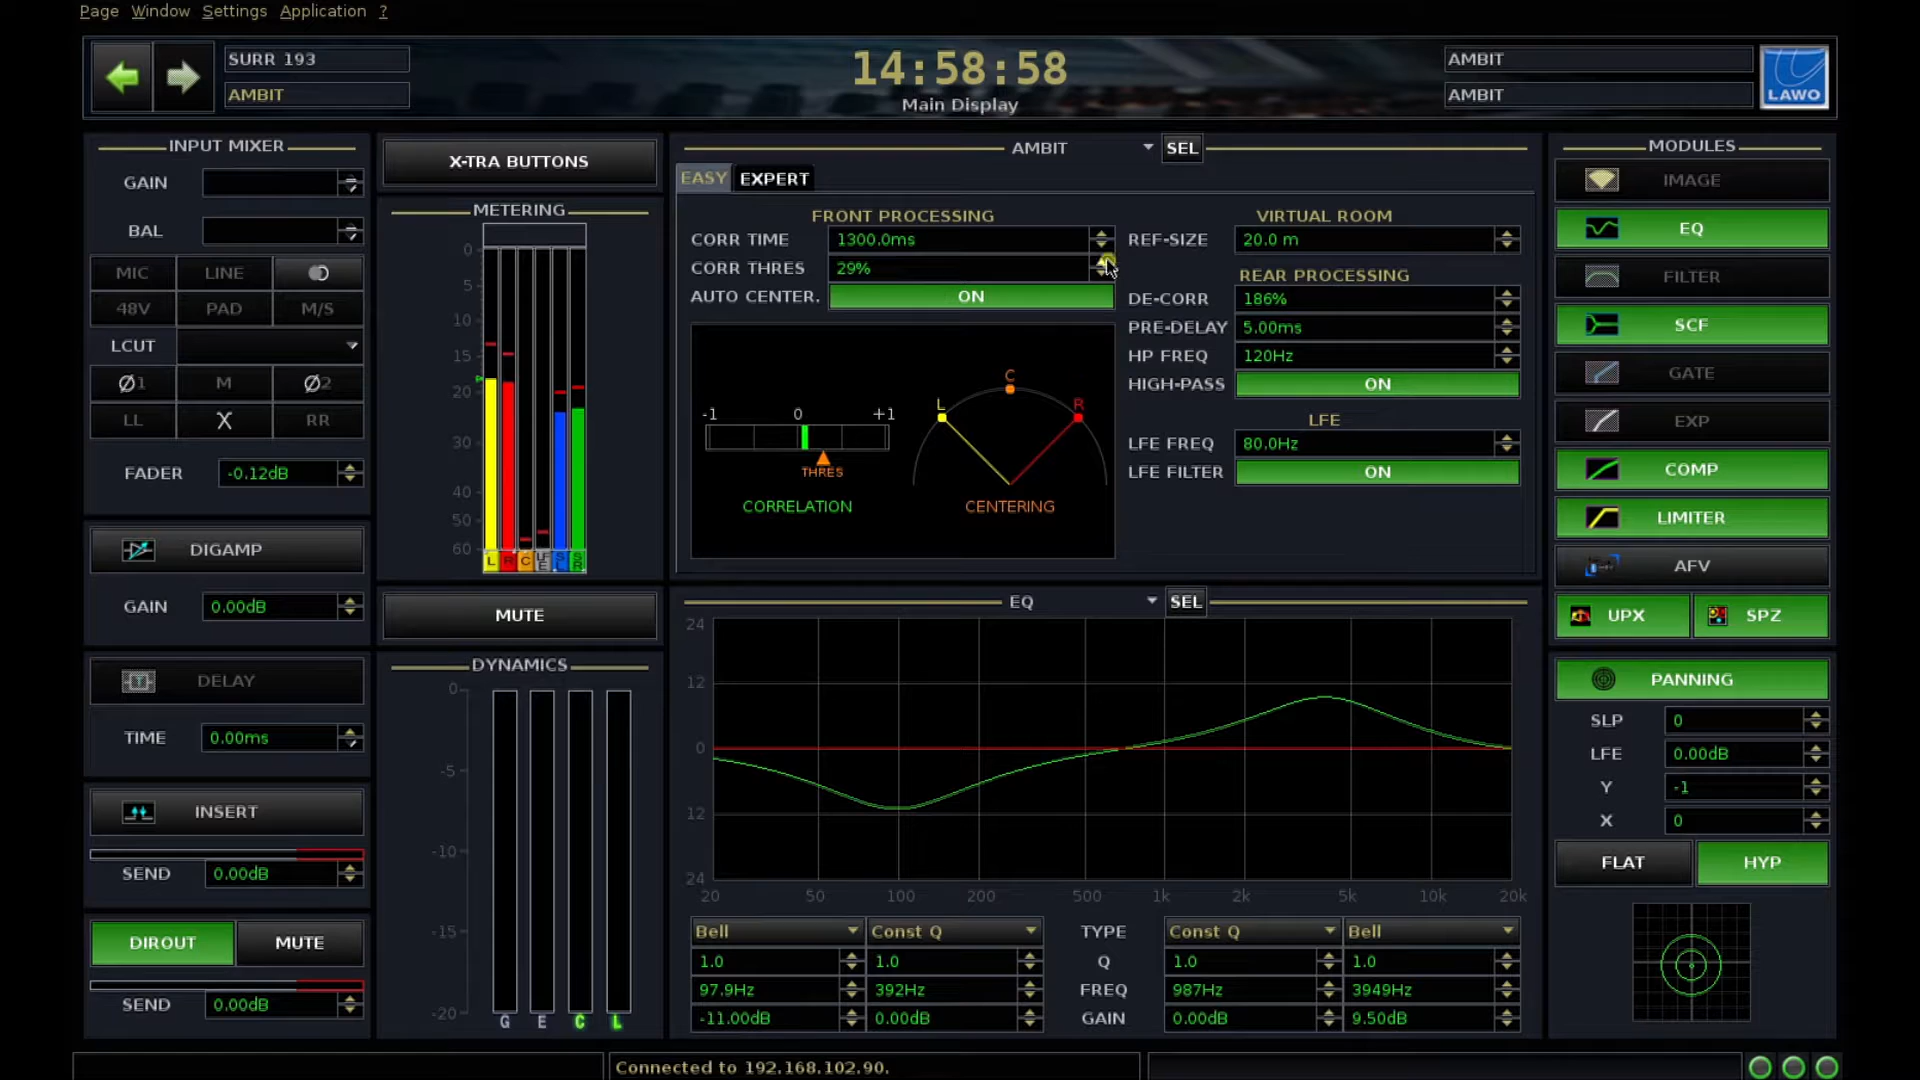 Page Window Settings Application ?
SURR 193
AMBIT
14:58:58
Main Display
AMBIT
AMBIT
LAWO
INPUT MIXER
GAIN
BAL
MIC LINE
48V PAD M/S
LCUT
Ø1 M Ø2
LL X RR
FADER -0.12dB
DIGAMP
GAIN 0.00dB
DELAY
TIME 0.00ms
INSERT
SEND 0.00dB
DIROUT MUTE
SEND 0.00dB
X-TRA BUTTONS
METERING
0
5
10
15
20
30
40
50
60
L R C LFE SL SR
MUTE
DYNAMICS
0
-5
-10
-15
-20
G E C L
AMBIT SEL
EASY EXPERT
FRONT PROCESSING
CORR TIME 1300.0ms
CORR THRES 29%
AUTO CENTER. ON
-1 0 +1
THRES
CORRELATION
L C R
CENTERING
VIRTUAL ROOM
REF-SIZE 20.0 m
REAR PROCESSING
DE-CORR 186%
PRE-DELAY 5.00ms
HP FREQ 120Hz
HIGH-PASS ON
LFE
LFE FREQ 80.0Hz
LFE FILTER ON
EQ SEL
24
12
0
12
24
20 50 100 200 500 1k 2k 5k 10k 20k
Bell Const Q TYPE Const Q Bell
1.0 1.0 Q 1.0 1.0
97.9Hz 392Hz FREQ 987Hz 3949Hz
-11.00dB 0.00dB GAIN 0.00dB 9.50dB
MODULES
IMAGE
EQ
FILTER
SCF
GATE
EXP
COMP
LIMITER
AFV
UPX SPZ
PANNING
SLP 0
LFE 0.00dB
Y -1
X 0
FLAT HYP
Connected to 192.168.102.90.